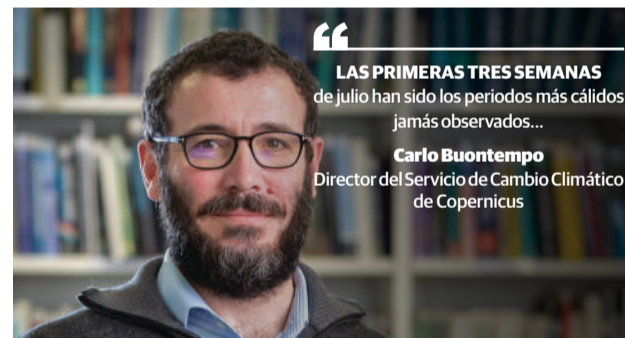 “
LAS PRIMERAS TRES SEMANAS
de julio han sido los periodos más cálidos
jamás observados...
Carlo Buontempo
Director del Servicio de Cambio Climático
de Copernicus